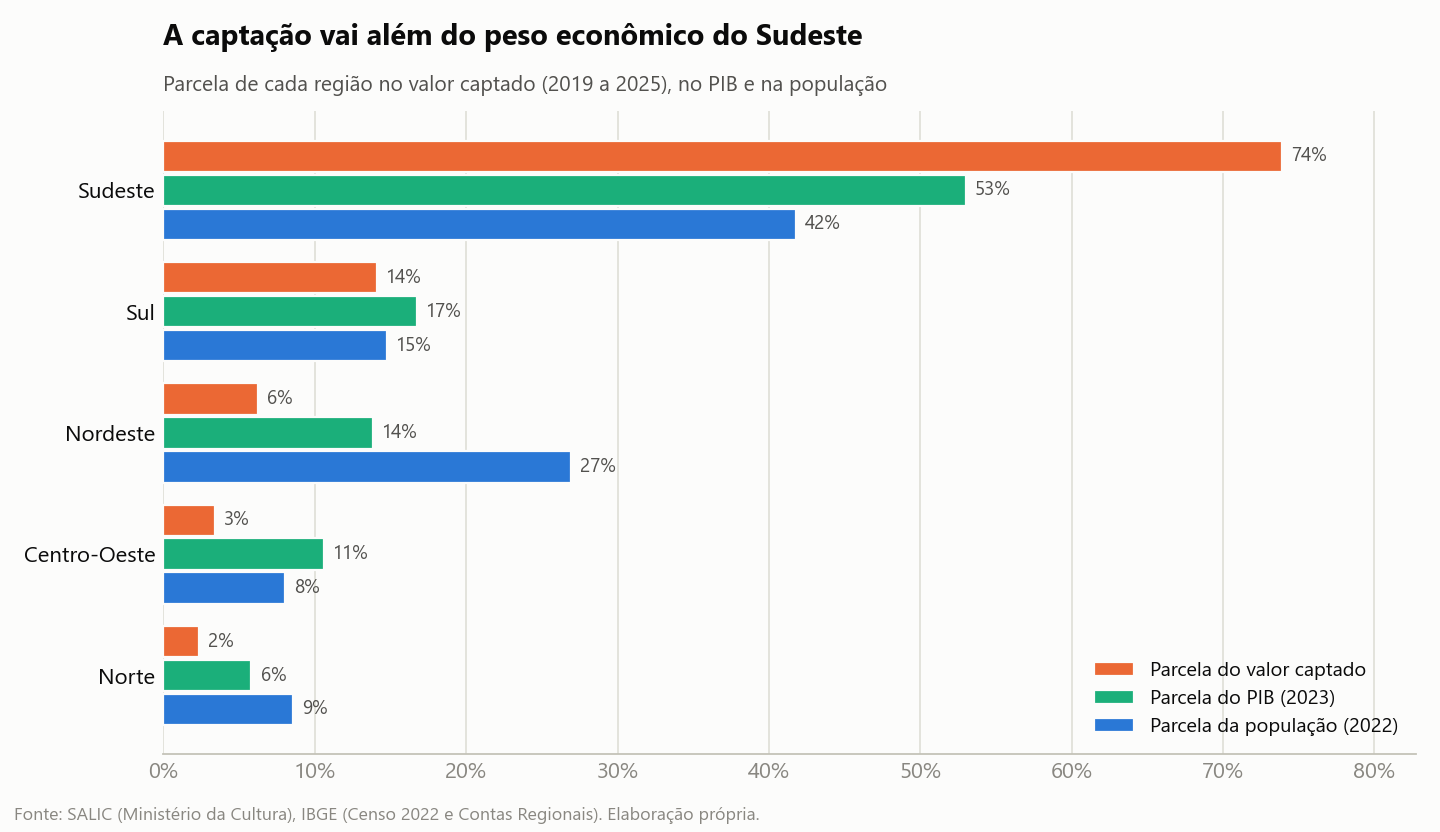 A captação vai além do peso econômico do Sudeste
Parcela de cada região no valor captado (2019 a 2025), no PIB e na população
74%
Sudeste
53%
42%
14%
Sul
17%
15%
6%
Nordeste
14%
27%
3%
Centro-Oeste
11%
8%
2%
Norte
6%
9%
Parcela do valor captado
Parcela do PIB (2023)
Parcela da população (2022)
0% 10% 20% 30% 40% 50% 60% 70% 80%
Fonte: SALIC (Ministério da Cultura), IBGE (Censo 2022 e Contas Regionais). Elaboração própria.